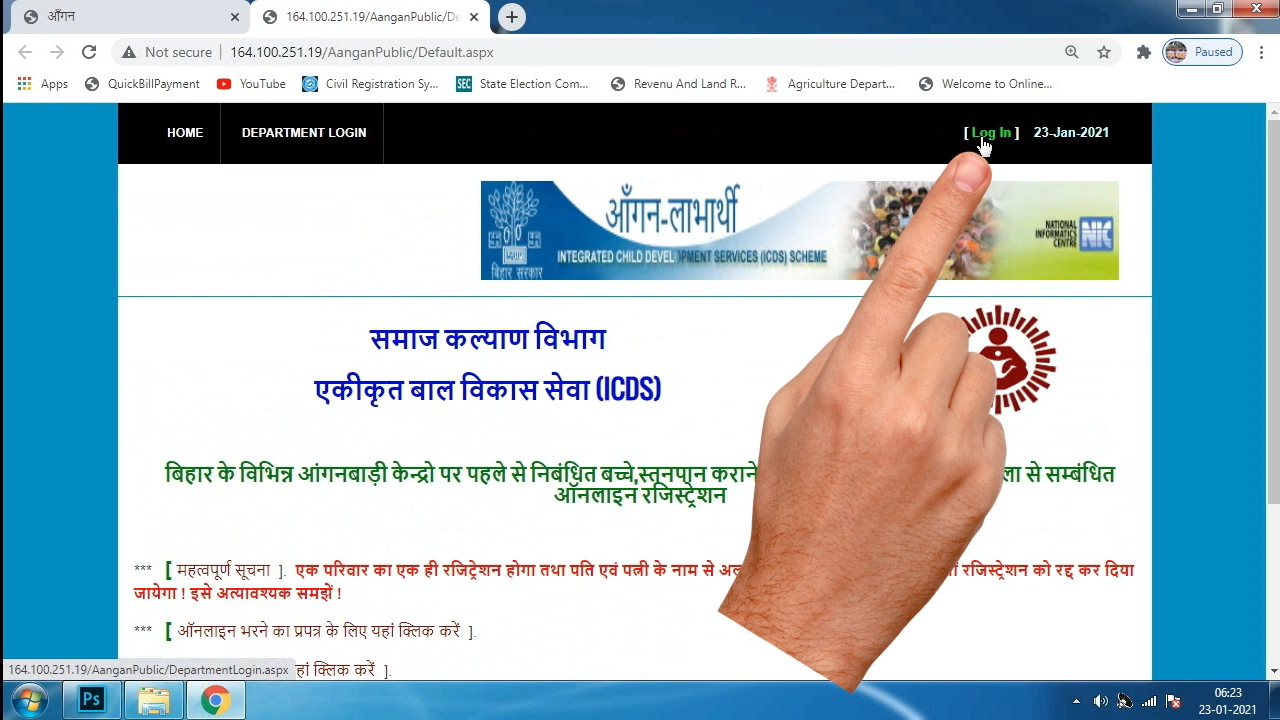 आँगन
164.100.251.19/AanganPublic/De
Not secure
164.100.251.19/AanganPublic/Default.aspx
Paused
Apps
QuickBillPayment
YouTube
Civil Registration Sy...
SEC State Election Com...
Revenu And Land R...
Agriculture Depart...
Welcome to Online...
HOME
DEPARTMENT LOGIN
[ Log In ]
23-Jan-2021
आँगन-लाभार्थी
INTEGRATED CHILD DEVELOPMENT SERVICES (ICDS) SCHEME
बिहार सरकार
NATIONAL
INFORMATICS
CENTRE
NIC
समाज कल्याण विभाग
एकीकृत बाल विकास सेवा (ICDS)
बिहार के विभिन्न आंगनबाड़ी केन्द्रो पर पहले से निबंधित बच्चे,स्तनपान कराने ला से सम्बंधित
ऑनलाइन रजिस्ट्रेशन
*** [ महत्वपूर्ण सूचना ]. एक परिवार का एक ही रजिट्रेशन होगा तथा पति एवं पत्नी के नाम से रजिस्ट्रेशन को रद्द कर दिया
जायेगा ! इसे अत्यावश्यक समझें !
*** [ ऑनलाइन भरने का प्रपत्र के लिए यहां क्लिक करें ].
हां क्लिक करें ].
164.100.251.19/AanganPublic/DepartmentLogin.aspx
Ps
06:23
23-01-2021